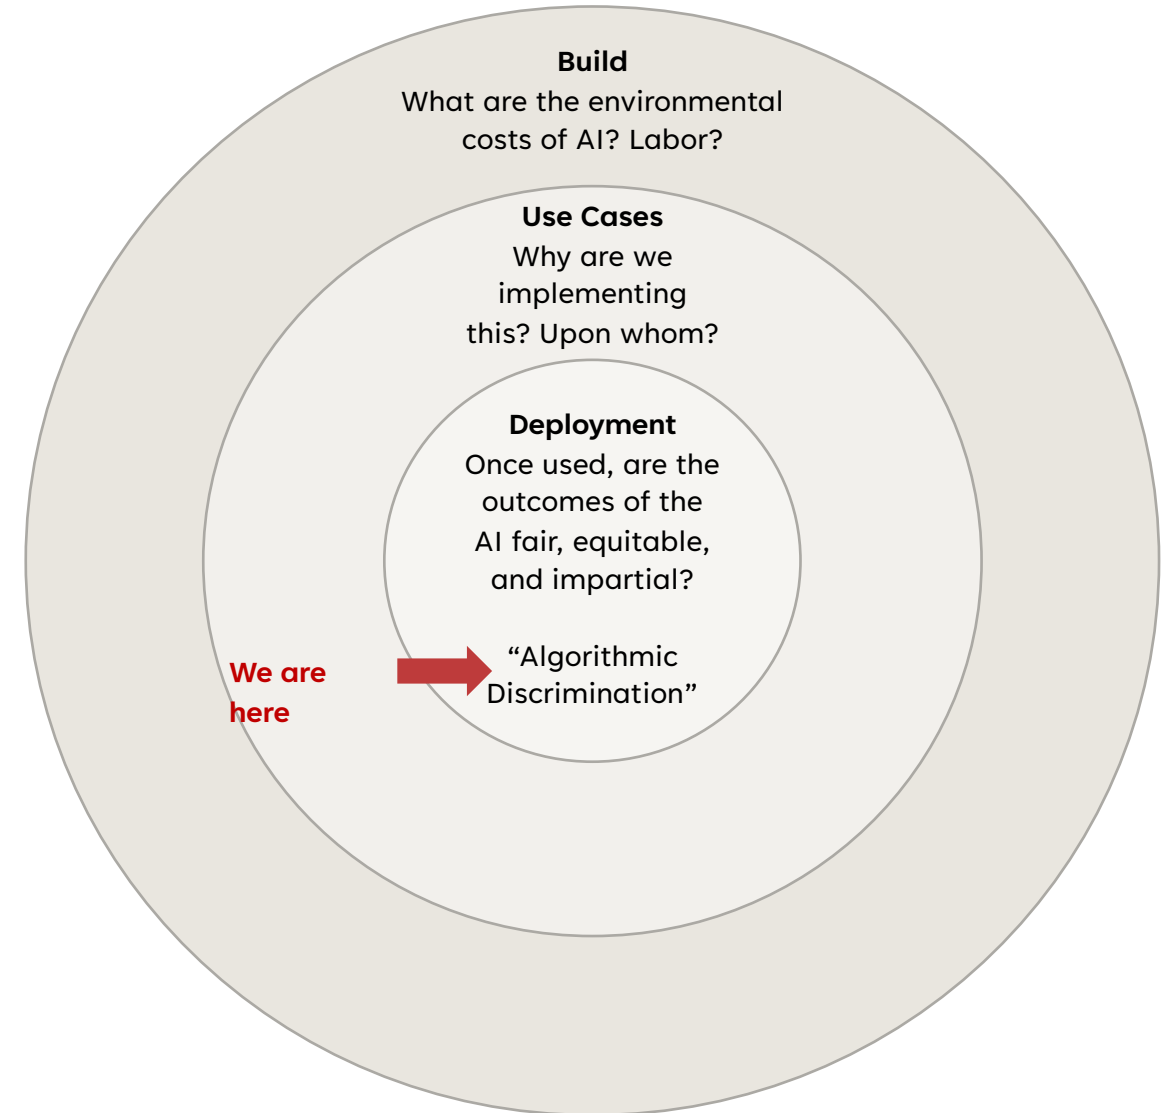 Build
What are the environmental
costs of AI? Labor?
Use Cases
Why are we
implementing
this? Upon whom?
Deployment
Once used, are the
outcomes of the
AI fair, equitable,
and impartial?
“Algorithmic
Discrimination”
We are
here